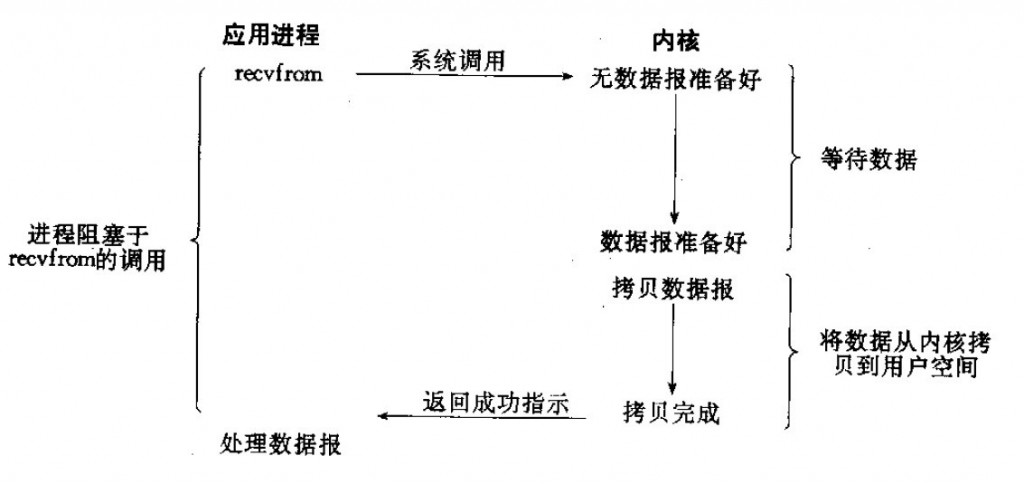 应用进程
内核
recvfrom
系统调用
无数据报准备好
等待数据
进程阻塞于
recvfrom的调用
数据报准备好
拷贝数据报
将数据从内核拷
贝到用户空间
返回成功指示
拷贝完成
处理数据报